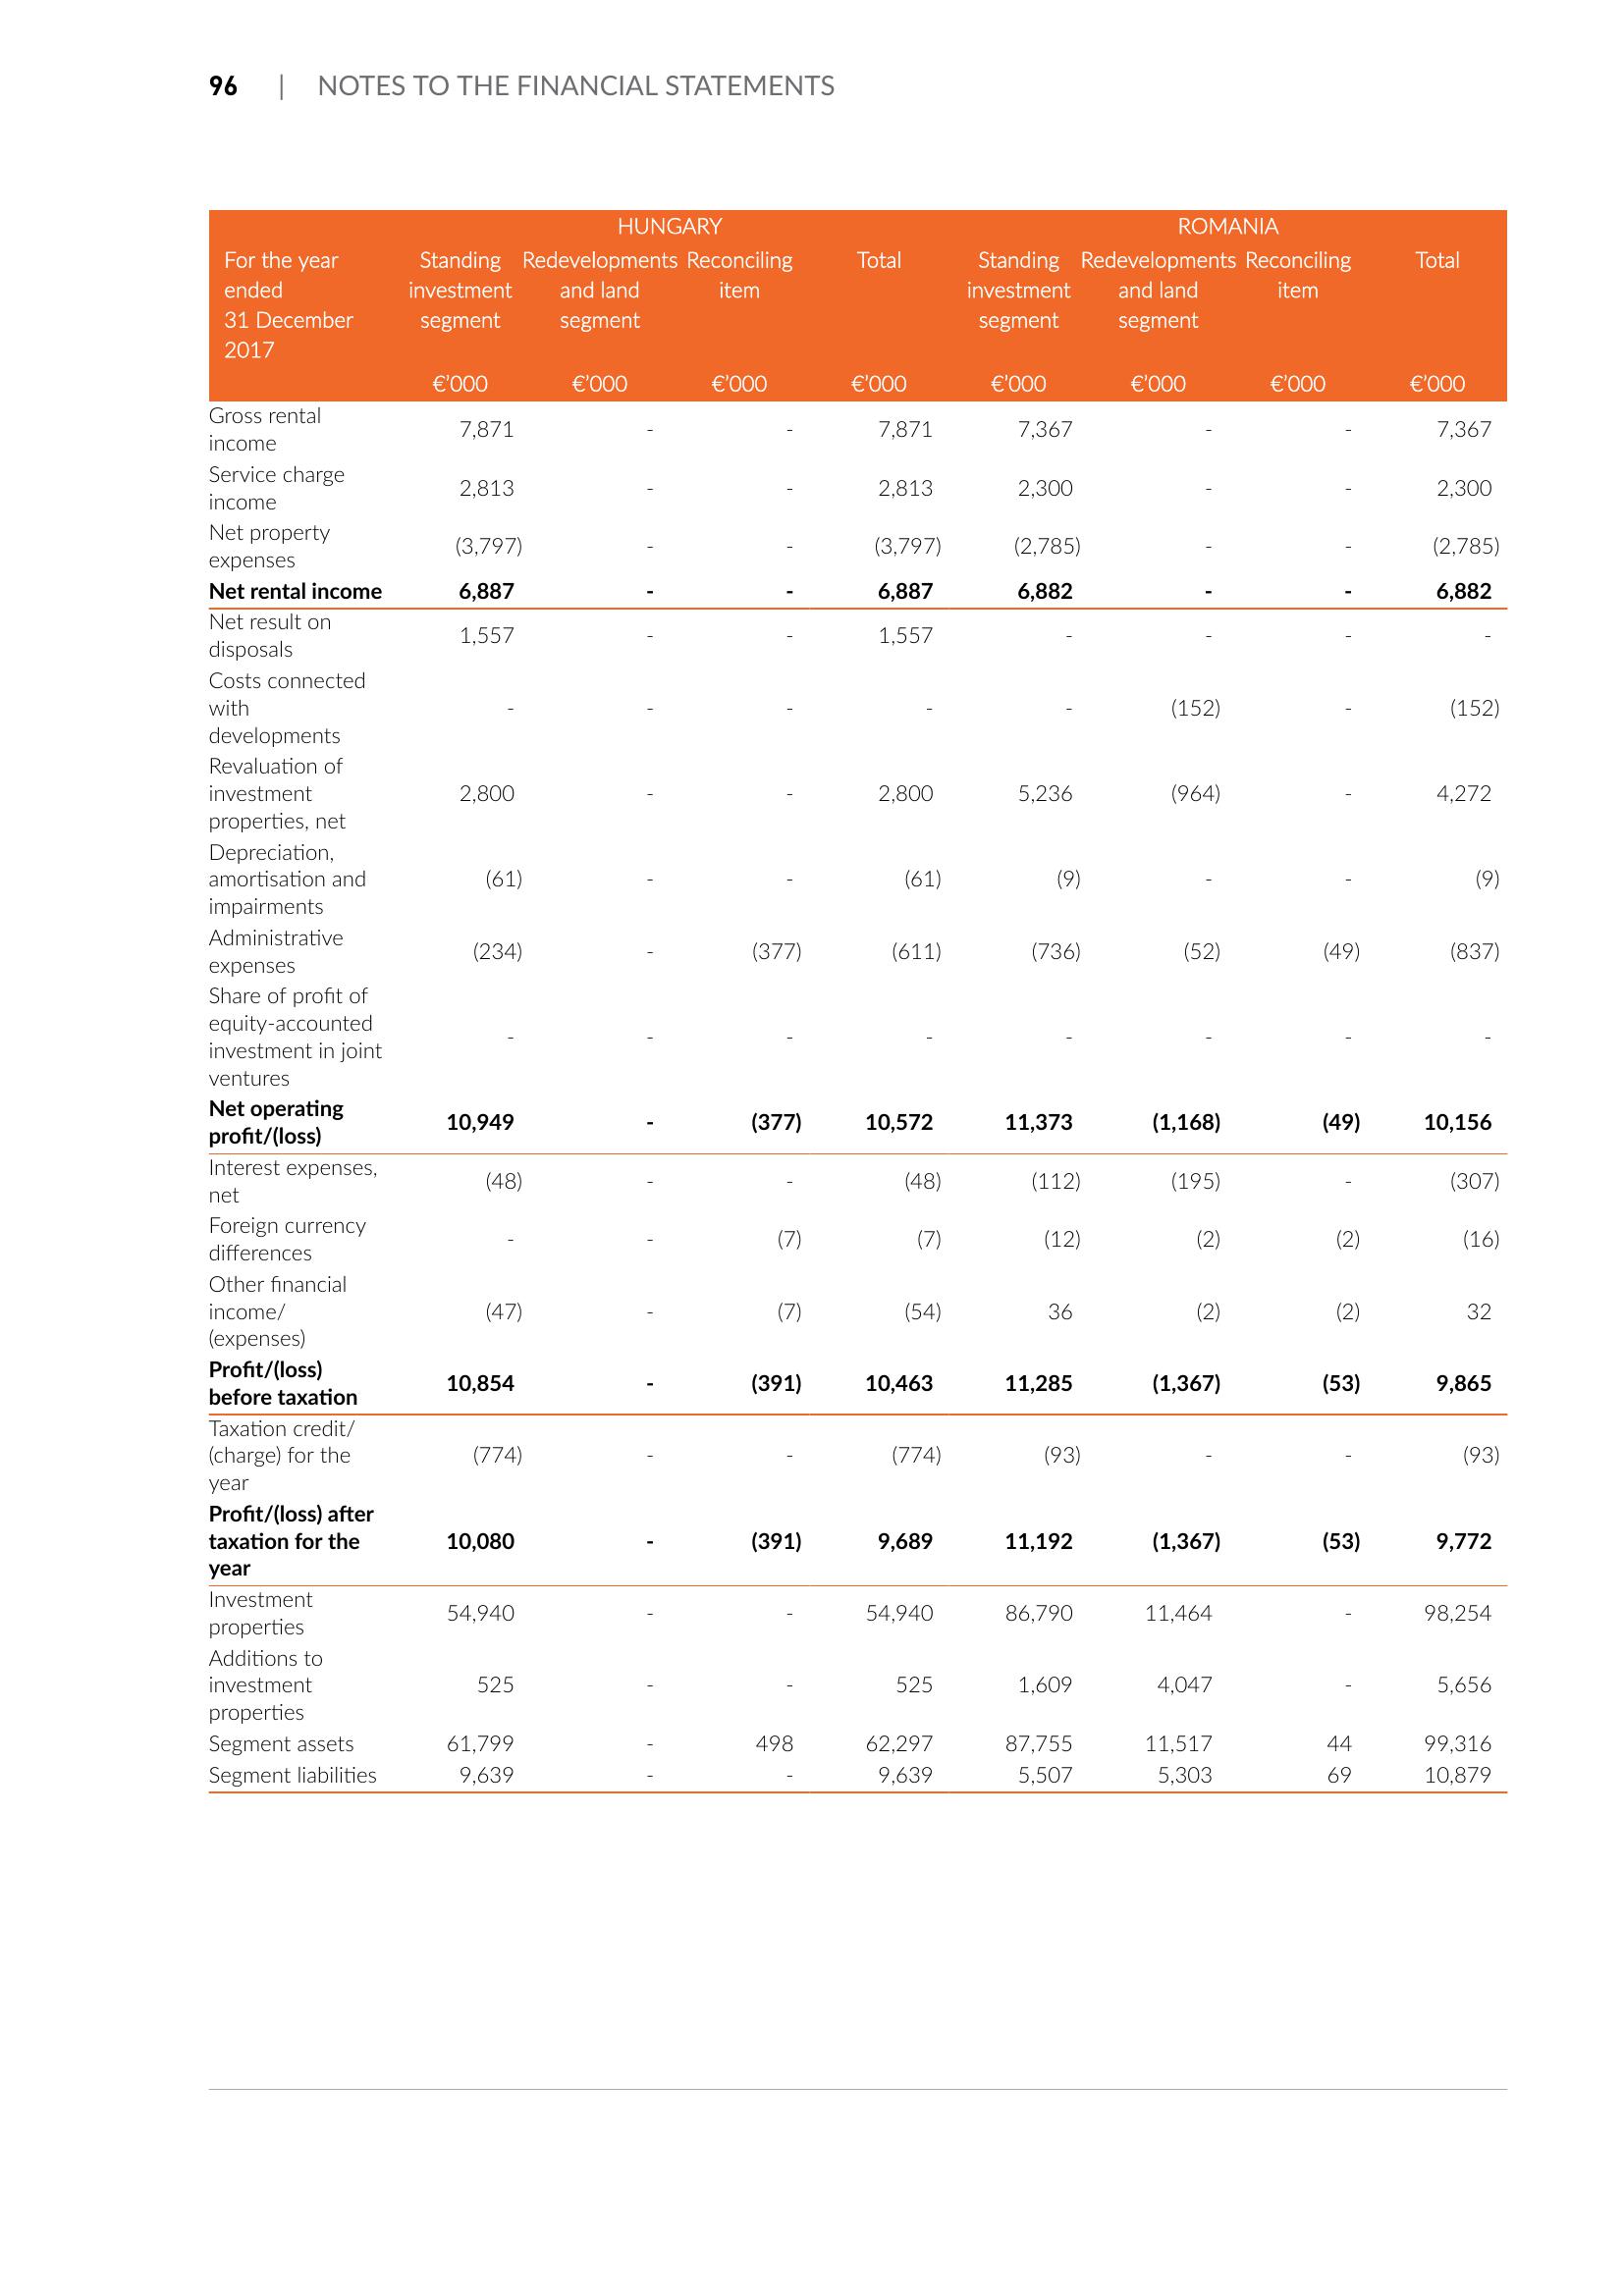 96 | NOTES TO THE FINANCIAL STATEMENTS
HUNGARY ROMANIA
For the year Standing Redevelopments Reconciling Total Standing Redevelopments Reconciling Total
ended investment and land item investment and land item
31 December segment segment segment segment
2017
€’000 €’000 €’000 €’000 €’000 €’000 €’000 €’000
Gross rental
income 7,871 - - 7,871 7,367 - - 7,367
Service charge
income 2,813 - - 2,813 2,300 - - 2,300
Net property
expenses (3,797) - - (3,797) (2,785) - - (2,785)
Net rental income 6,887 - - 6,887 6,882 - - 6,882
Net result on
disposals 1,557 - - 1,557 - - - -
Costs connected
with - - - - - (152) - (152)
developments
Revaluation of
investment 2,800 - - 2,800 5,236 (964) - 4,272
properties, net
Depreciation,
amortisation and (61) - - (61) (9) - - (9)
impairments
Administrative
expenses (234) - (377) (611) (736) (52) (49) (837)
Share of profit of
equity-accounted
investment in joint - - - - - - - -
ventures
Net operating
profit/(loss) 10,949 - (377) 10,572 11,373 (1,168) (49) 10,156
Interest expenses,
net (48) - - (48) (112) (195) - (307)
Foreign currency
differences - - (7) (7) (12) (2) (2) (16)
Other financial
income/ (47) - (7) (54) 36 (2) (2) 32
(expenses)
Profit/(loss)
before taxation 10,854 - (391) 10,463 11,285 (1,367) (53) 9,865
Taxation credit/
(charge) for the (774) - - (774) (93) - - (93)
year
Profit/(loss) after
taxation for the 10,080 - (391) 9,689 11,192 (1,367) (53) 9,772
year
Investment
properties 54,940 - - 54,940 86,790 11,464 - 98,254
Additions to
investment 525 - - 525 1,609 4,047 - 5,656
properties
Segment assets 61,799 - 498 62,297 87,755 11,517 44 99,316
Segment liabilities 9,639 - - 9,639 5,507 5,303 69 10,879